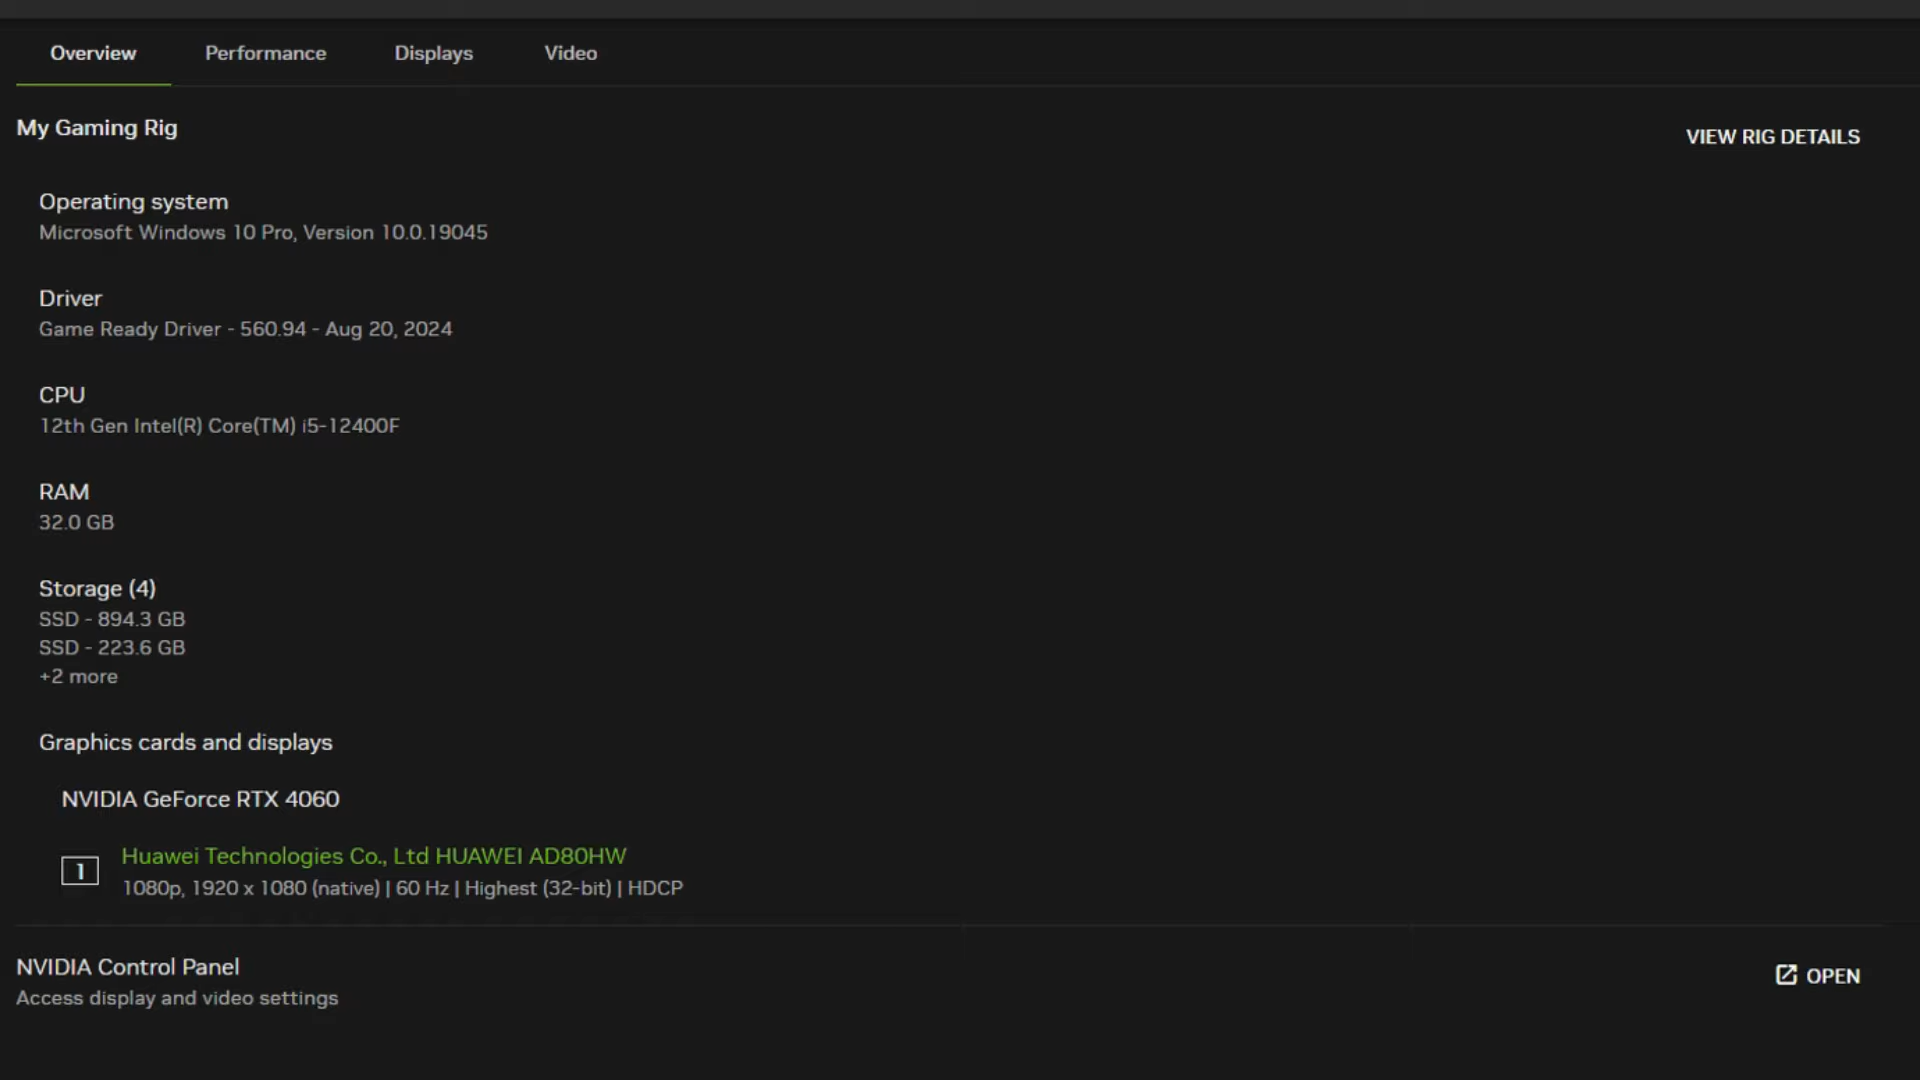 Overview
Performance
Displays
Video
My Gaming Rig
VIEW RIG DETAILS
Operating system
Microsoft Windows 10 Pro, Version 10.0.19045
Driver
Game Ready Driver - 560.94 - Aug 20, 2024
CPU
12th Gen Intel(R) Core(TM) i5-12400F
RAM
32.0 GB
Storage (4)
SSD - 894.3 GB
SSD - 223.6 GB
+2 more
Graphics cards and displays
NVIDIA GeForce RTX 4060
1
Huawei Technologies Co., Ltd HUAWEI AD80HW
1080p, 1920 x 1080 (native) | 60 Hz | Highest (32-bit) | HDCP
NVIDIA Control Panel
Access display and video settings
OPEN